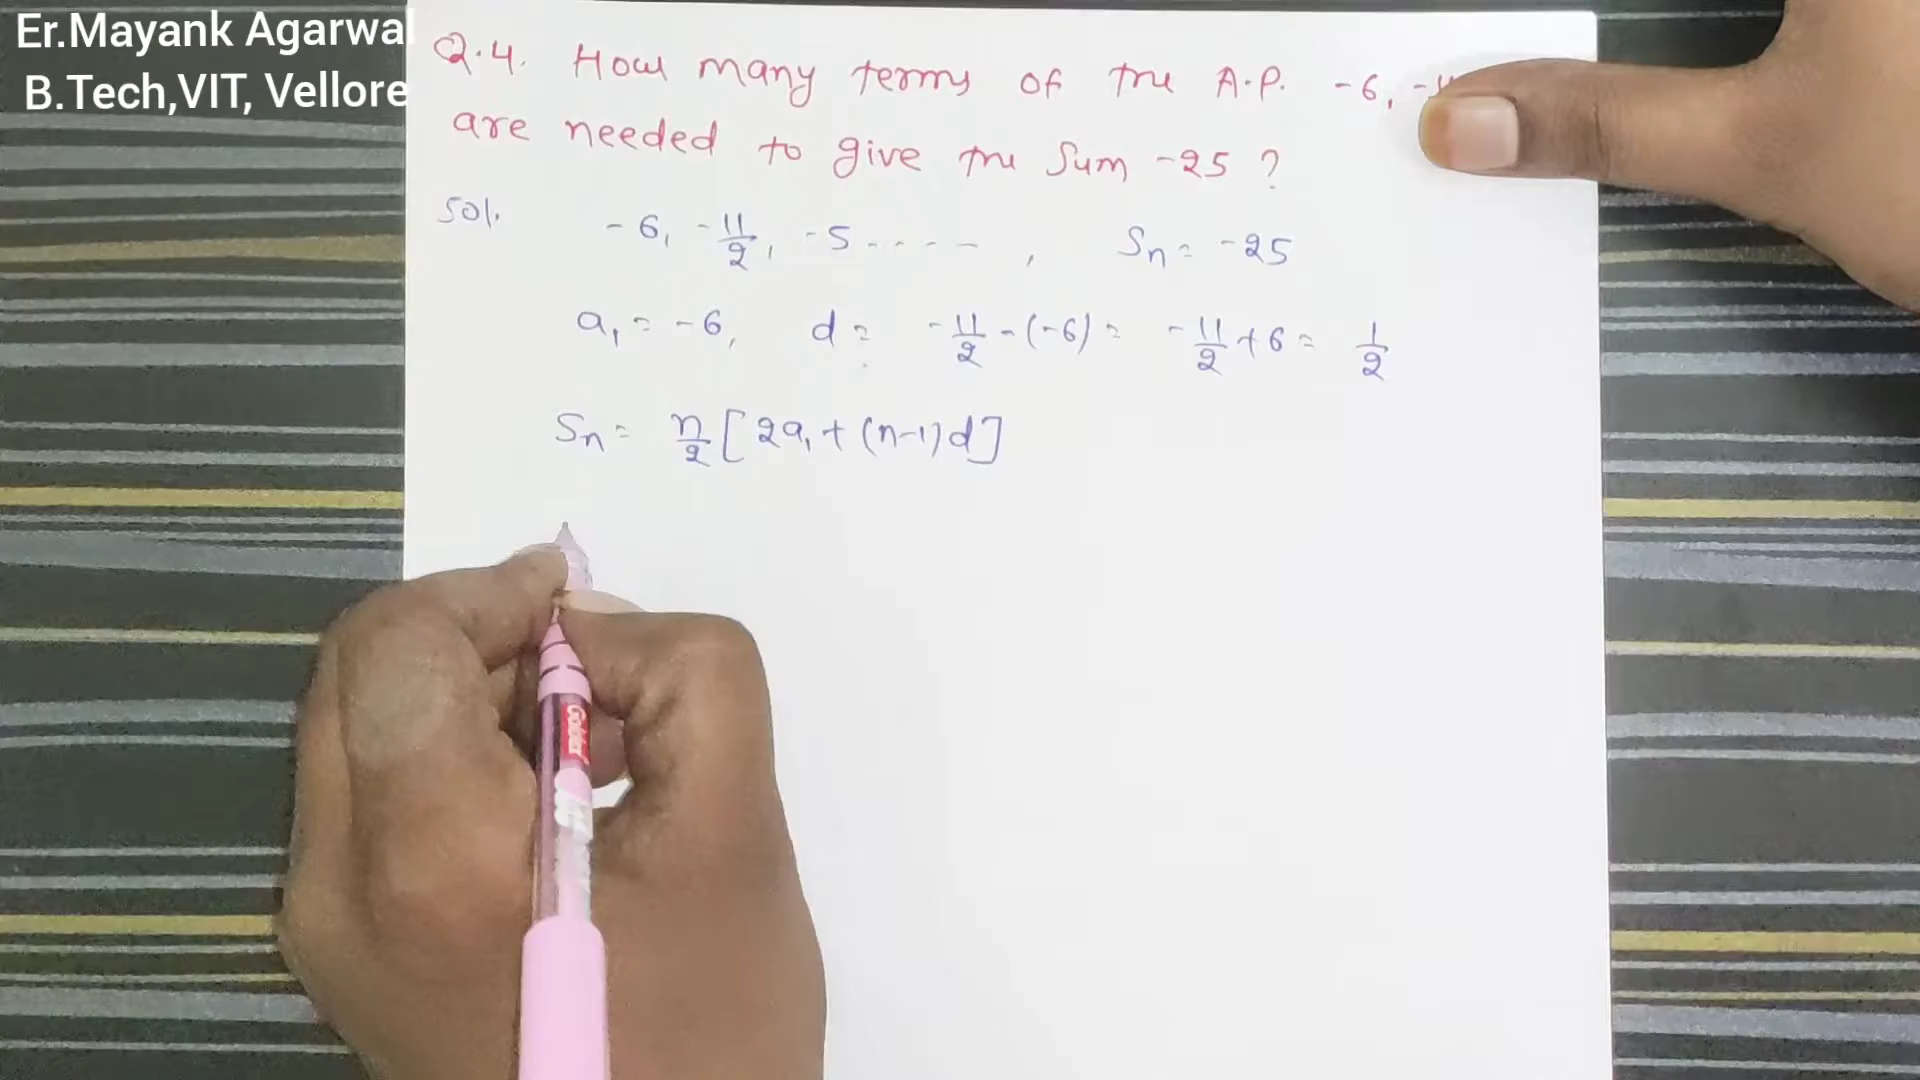 Er.Mayank Agarwal
B.Tech,VIT, Vellore
Q.4. How many terms of the A.P. -6,
are needed to give the sum -25 ?
Sol. -6, -11/2, -5 . . . . , Sn = -25
a₁ = -6, d = -11/2 - (-6) = -11/2 + 6 = 1/2
Sn = n/2 [2a₁ + (n-1)d]